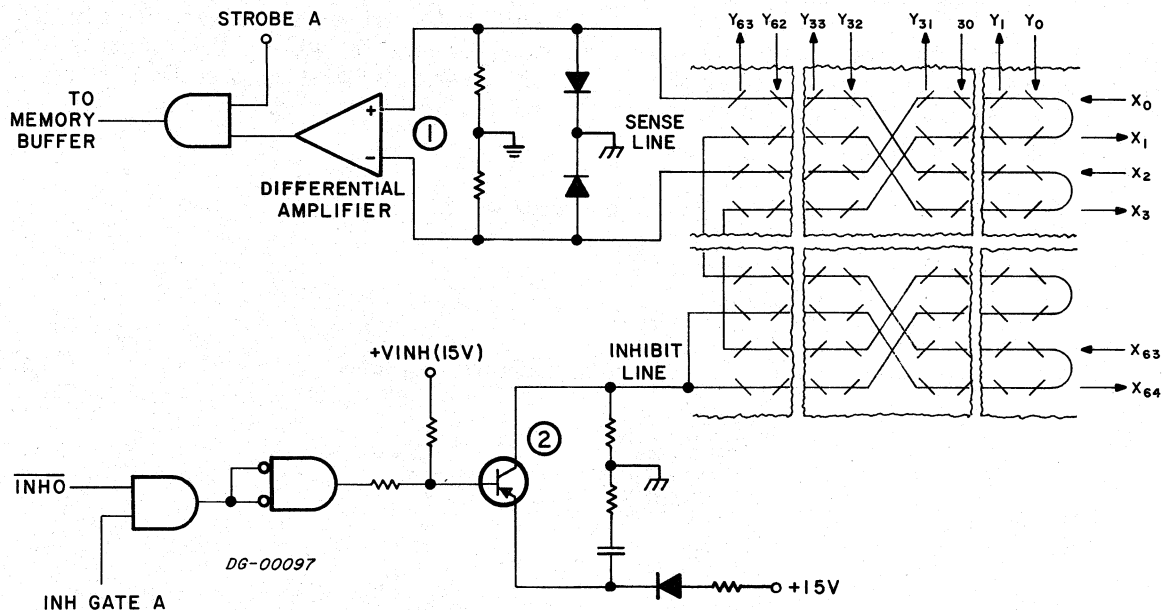 STROBE A
TO
MEMORY
BUFFER
+
-
1
DIFFERENTIAL
AMPLIFIER
SENSE
LINE
Y63 Y62 Y33 Y32 Y31 30 Y1 Y0
X0
X1
X2
X3
X63
X64
+VINH(15V)
INHIBIT
LINE
2
INHO
INH GATE A
DG-00097
+15V